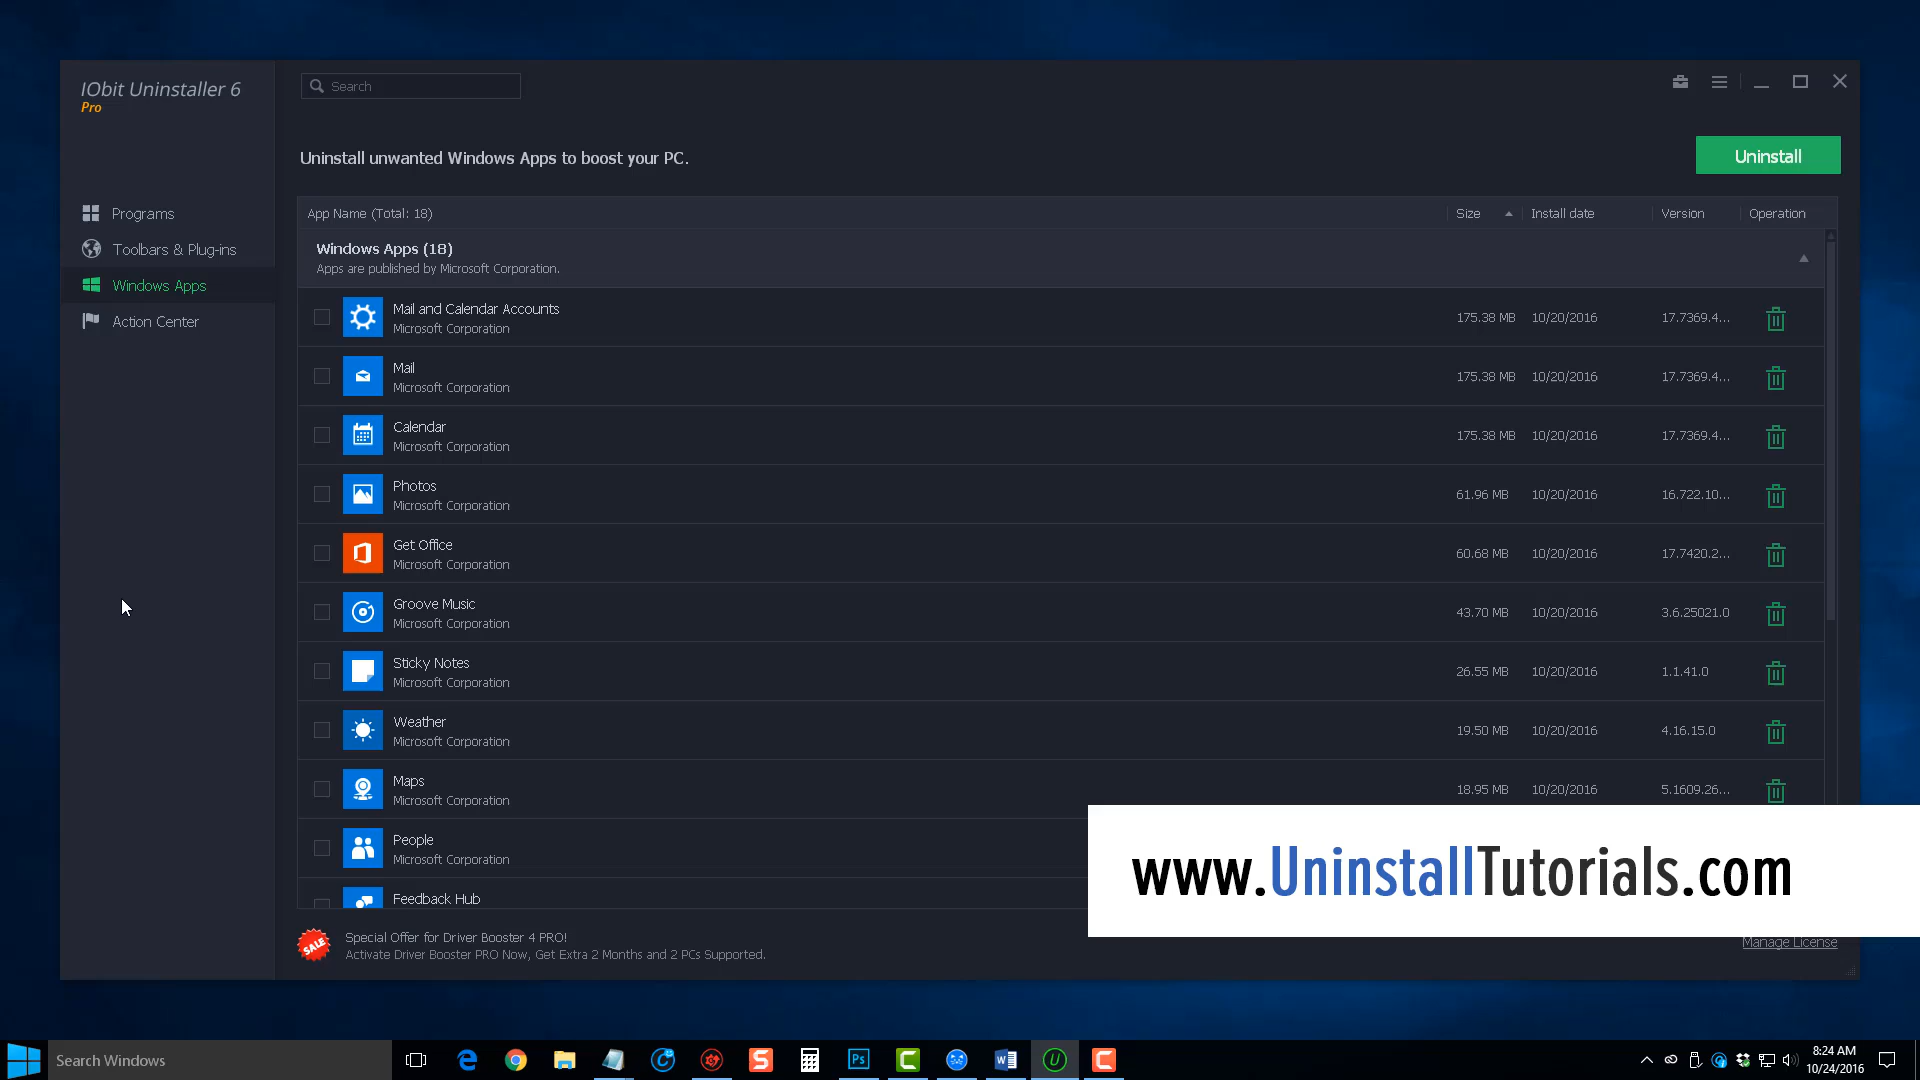 IObit Uninstaller 6
Pro
Search
Uninstall unwanted Windows Apps to boost your PC.
Uninstall
Programs
Toolbars & Plug-ins
Windows Apps
Action Center
App Name (Total: 18) Size Install date Version Operation
Windows Apps (18)
Apps are published by Microsoft Corporation.
Mail and Calendar Accounts
Microsoft Corporation
175.38 MB 10/20/2016 17.7369.4...
Mail
Microsoft Corporation
175.38 MB 10/20/2016 17.7369.4...
Calendar
Microsoft Corporation
175.38 MB 10/20/2016 17.7369.4...
Photos
Microsoft Corporation
61.96 MB 10/20/2016 16.722.10...
Get Office
Microsoft Corporation
60.68 MB 10/20/2016 17.7420.2...
Groove Music
Microsoft Corporation
43.70 MB 10/20/2016 3.6.25021.0
Sticky Notes
Microsoft Corporation
26.55 MB 10/20/2016 1.1.41.0
Weather
Microsoft Corporation
19.50 MB 10/20/2016 4.16.15.0
Maps
Microsoft Corporation
18.95 MB 10/20/2016 5.1609.26...
People
Microsoft Corporation
Feedback Hub
www.UninstallTutorials.com
SALE
Special Offer for Driver Booster 4 PRO!
Activate Driver Booster PRO Now, Get Extra 2 Months and 2 PCs Supported.
Manage License
Search Windows
S
Ps
8:24 AM
10/24/2016